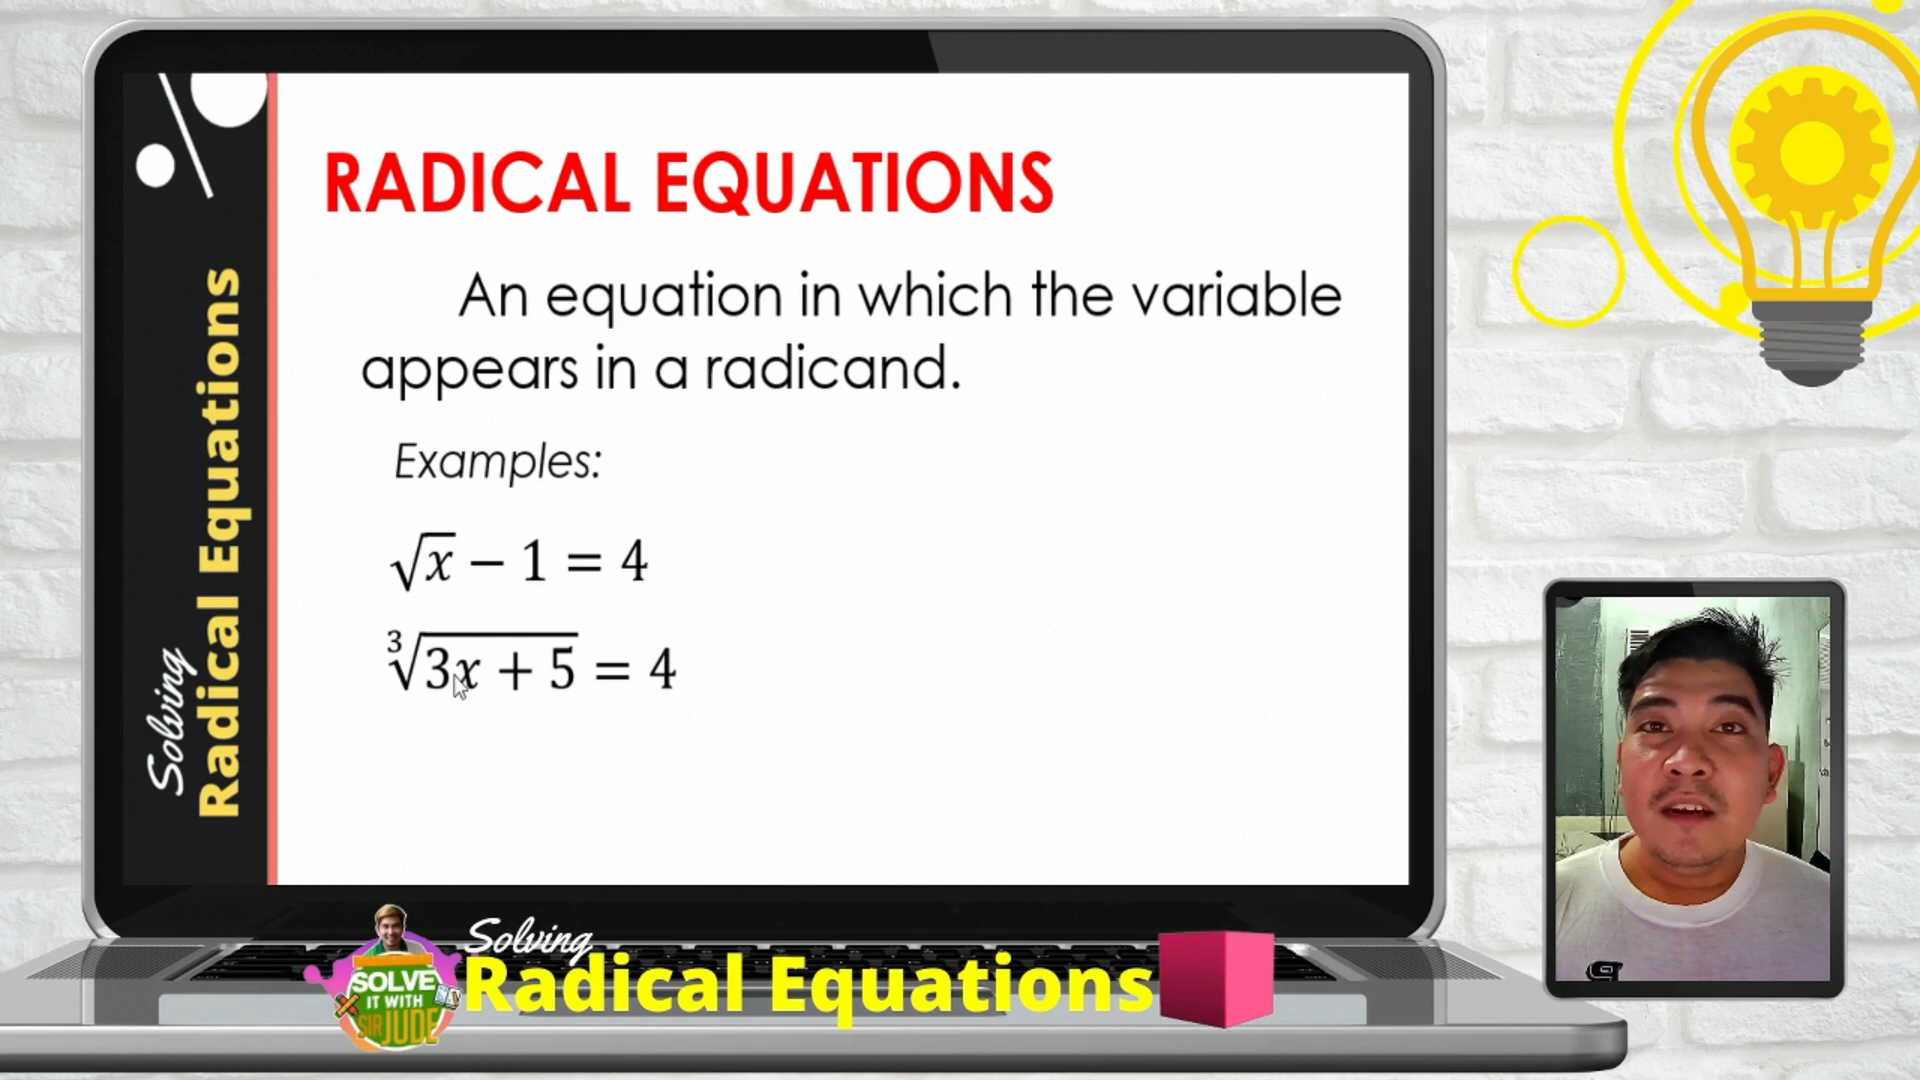 RADICAL EQUATIONS
An equation in which the variable
appears in a radicand.
Examples:
√x − 1 = 4
∛(3x + 5) = 4
Solving
Radical Equations
Solving
Radical Equations
SOLVE
IT WITH
SIR JUDE